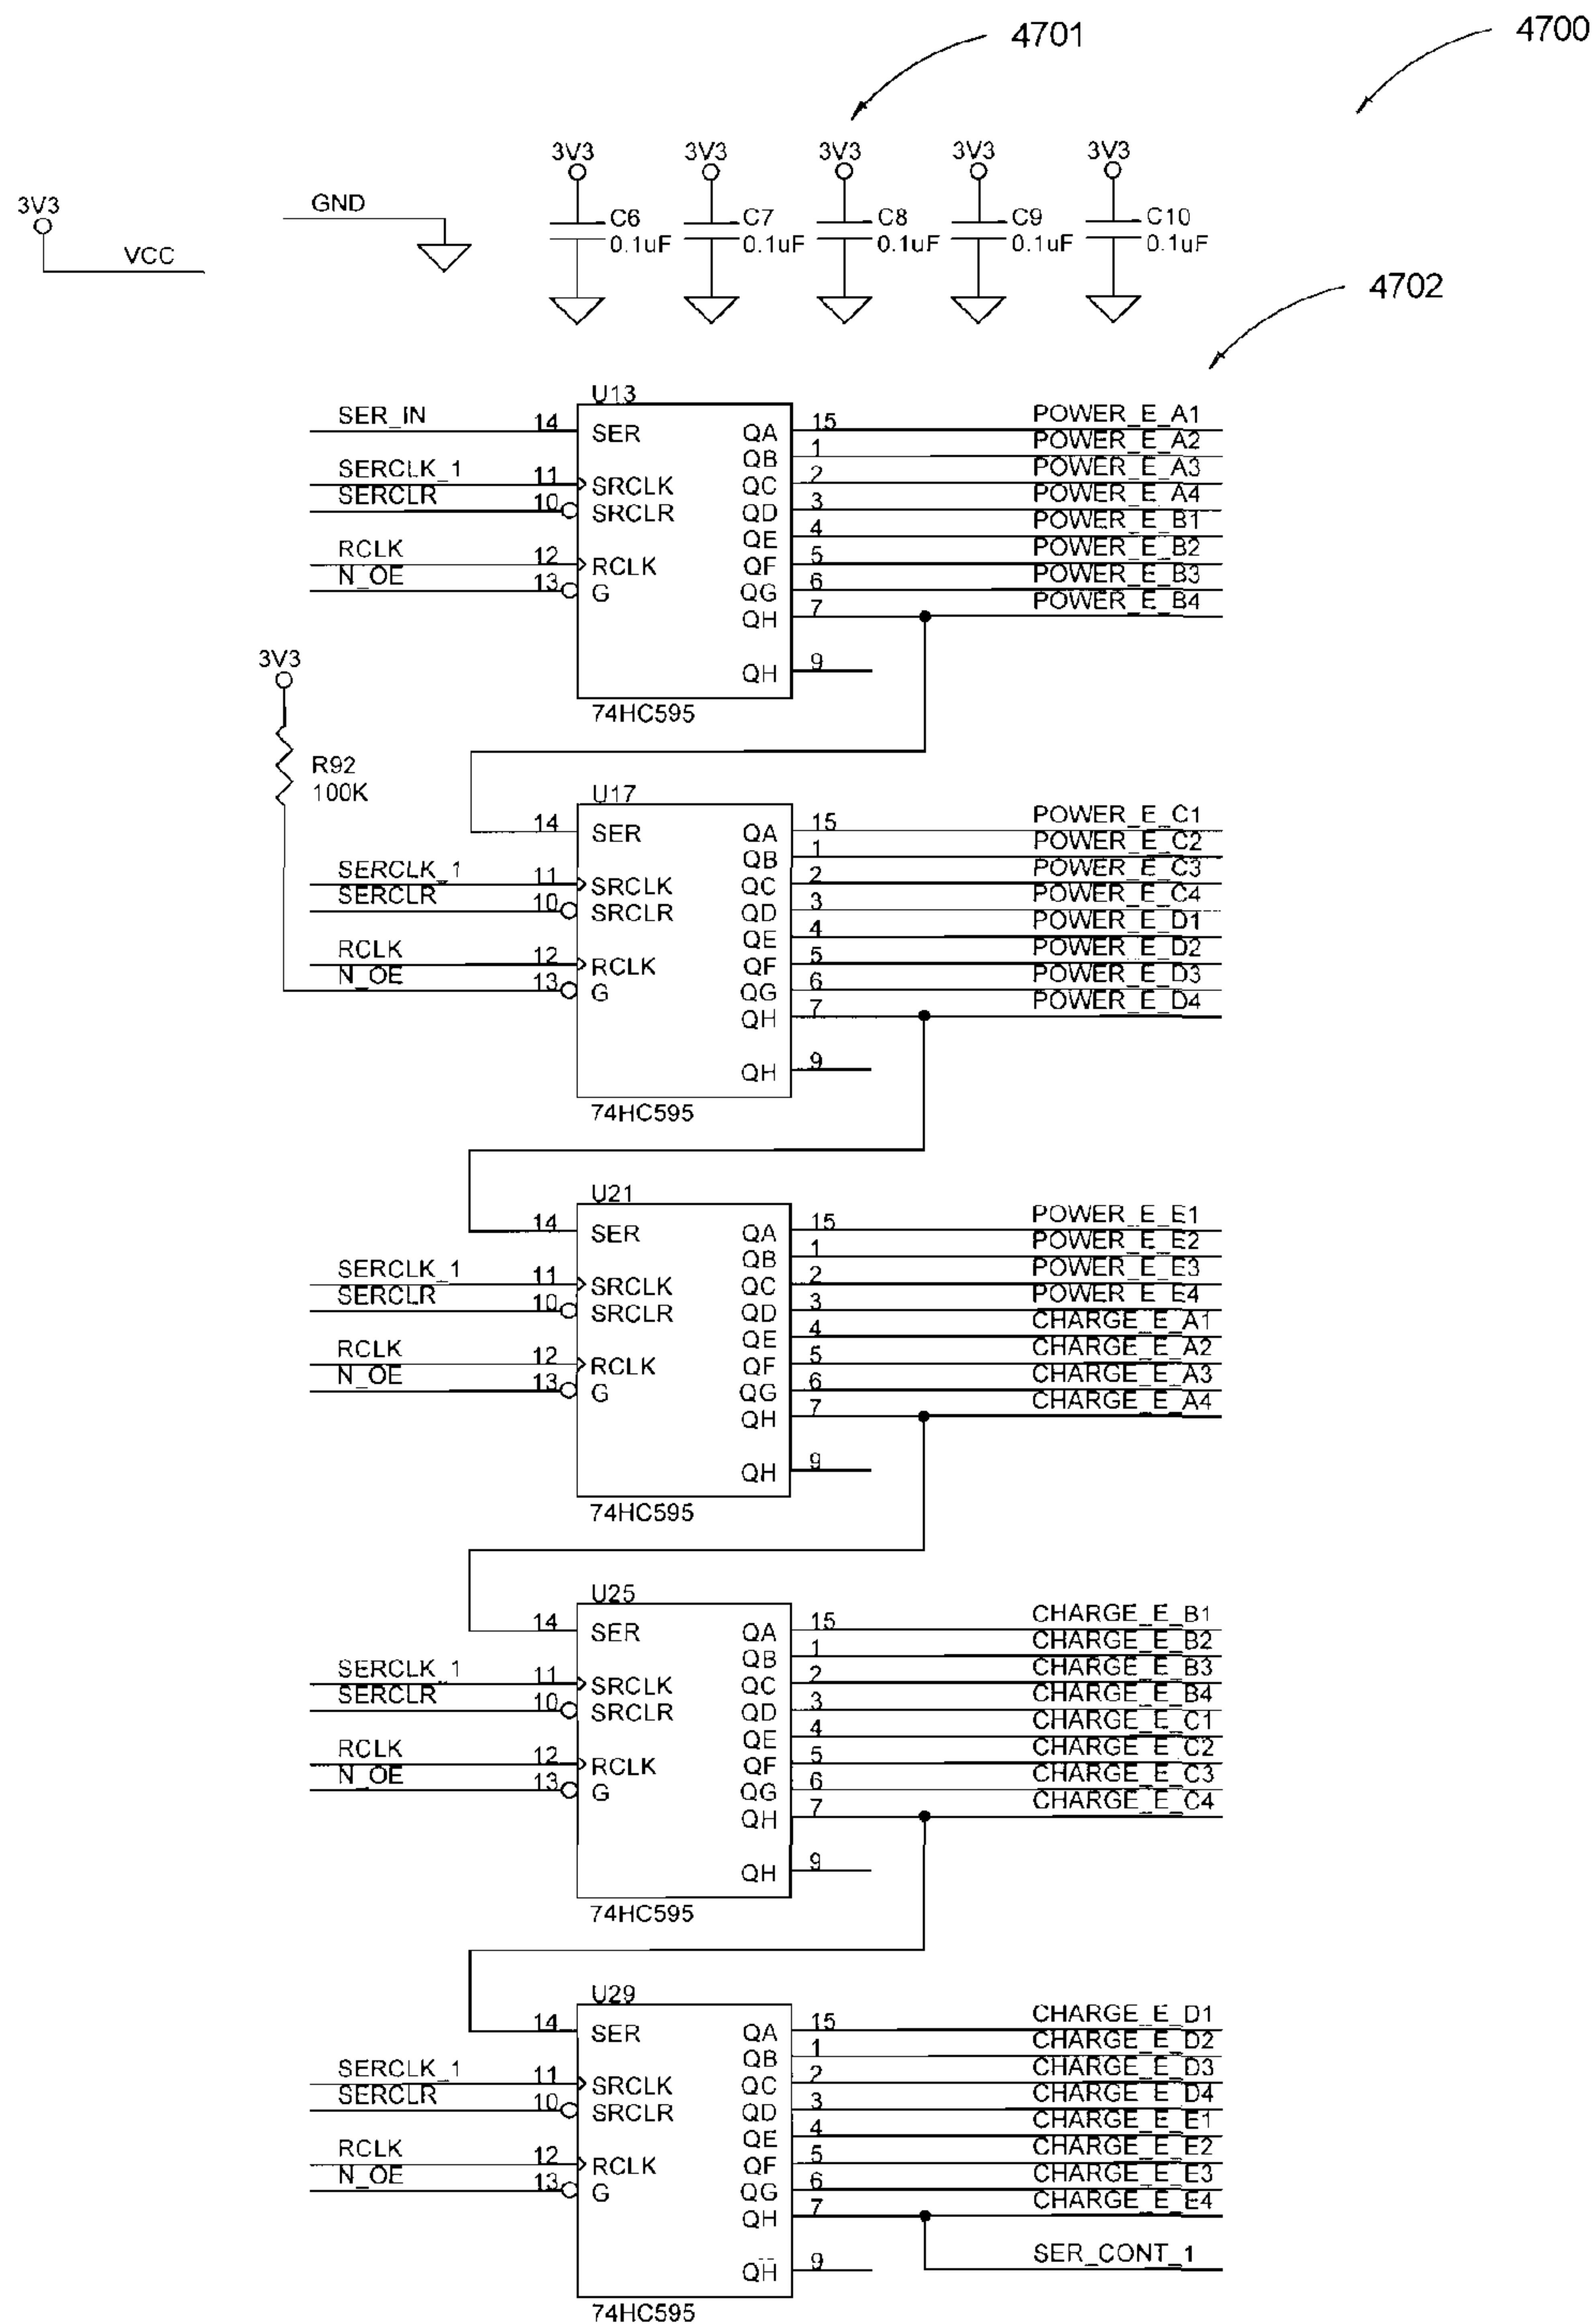 4701
4700
3V3 3V3 3V3 3V3 3V3
3V3
GND
VCC
C6 C7 C8 C9 C10
0.1uF 0.1uF 0.1uF 0.1uF 0.1uF
4702
U13
SER_IN 14 SER QA 15 POWER_E_A1
QB 1 POWER_E_A2
SERCLK_1 11 SRCLK QC 2 POWER_E_A3
SERCLR 10 SRCLR QD 3 POWER_E_A4
QE 4 POWER_E_B1
RCLK 12 RCLK QF 5 POWER_E_B2
N_OE 13 G QG 6 POWER_E_B3
QH 7 POWER_E_B4
QH 9
74HC595
3V3
R92
100K
U17
14 SER QA 15 POWER_E_C1
QB 1 POWER_E_C2
SERCLK_1 11 SRCLK QC 2 POWER_E_C3
SERCLR 10 SRCLR QD 3 POWER_E_C4
QE 4 POWER_E_D1
RCLK 12 RCLK QF 5 POWER_E_D2
N_OE 13 G QG 6 POWER_E_D3
QH 7 POWER_E_D4
QH 9
74HC595
U21
14 SER QA 15 POWER_E_E1
QB 1 POWER_E_E2
SERCLK_1 11 SRCLK QC 2 POWER_E_E3
SERCLR 10 SRCLR QD 3 POWER_E_E4
QE 4 CHARGE_E_A1
RCLK 12 RCLK QF 5 CHARGE_E_A2
N_OE 13 G QG 6 CHARGE_E_A3
QH 7 CHARGE_E_A4
QH 9
74HC595
U25
14 SER QA 15 CHARGE_E_B1
QB 1 CHARGE_E_B2
SERCLK_1 11 SRCLK QC 2 CHARGE_E_B3
SERCLR 10 SRCLR QD 3 CHARGE_E_B4
QE 4 CHARGE_E_C1
RCLK 12 RCLK QF 5 CHARGE_E_C2
N_OE 13 G QG 6 CHARGE_E_C3
QH 7 CHARGE_E_C4
QH 9
74HC595
U29
14 SER QA 15 CHARGE_E_D1
QB 1 CHARGE_E_D2
SERCLK_1 11 SRCLK QC 2 CHARGE_E_D3
SERCLR 10 SRCLR QD 3 CHARGE_E_D4
QE 4 CHARGE_E_E1
RCLK 12 RCLK QF 5 CHARGE_E_E2
N_OE 13 G QG 6 CHARGE_E_E3
QH 7 CHARGE_E_E4
SER_CONT_1
QH 9
74HC595